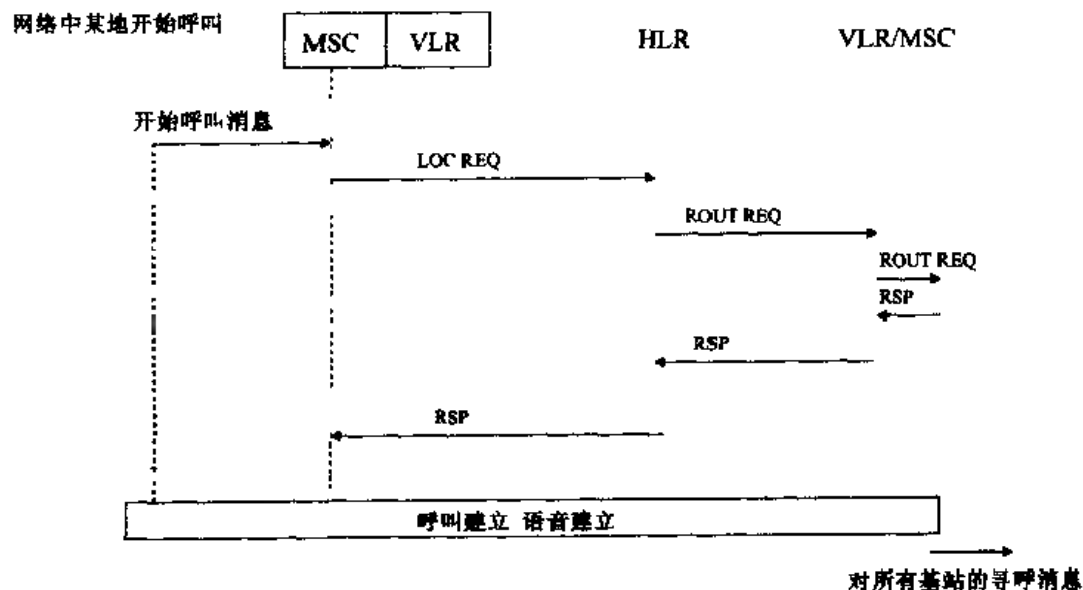 网络中某地开始呼叫
MSC
VLR
HLR
VLR/MSC
开始呼叫消息
LOC REQ
ROUT REQ
ROUT REQ
RSP
RSP
RSP
呼叫建立 语音建立
对所有基站的寻呼消息